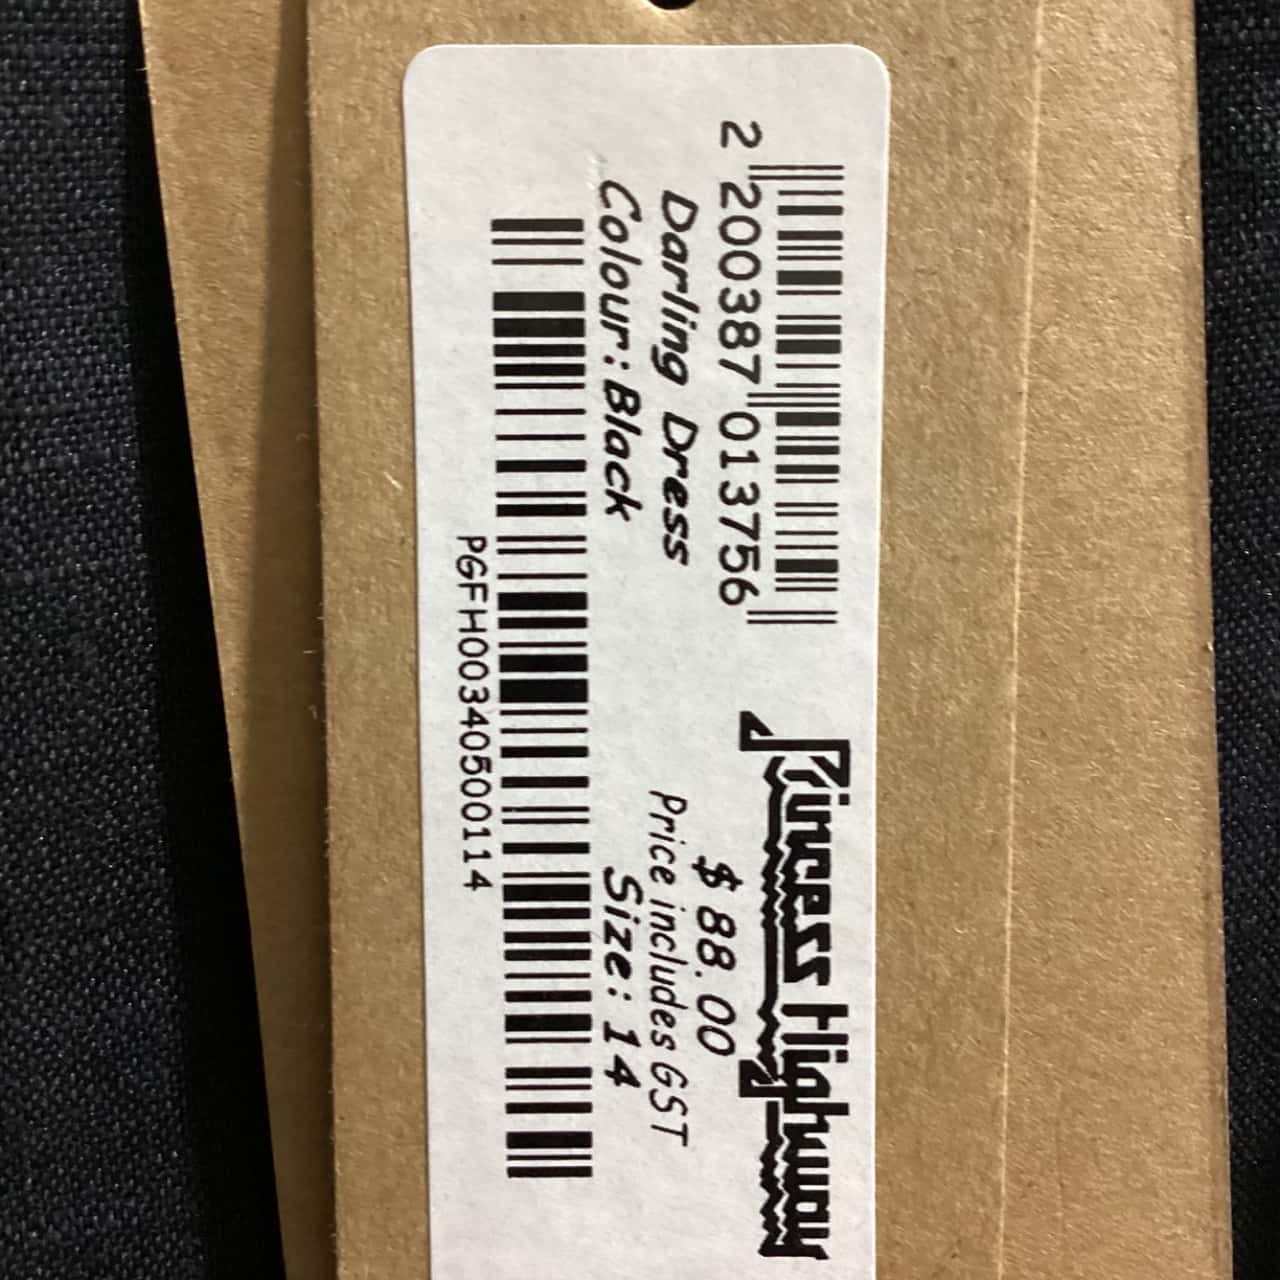 2 200387 013756
Princess Highway
Darling Dress
$ 88.00
Price includes GST
Colour: Black
Size: 14
PGFH00340500114